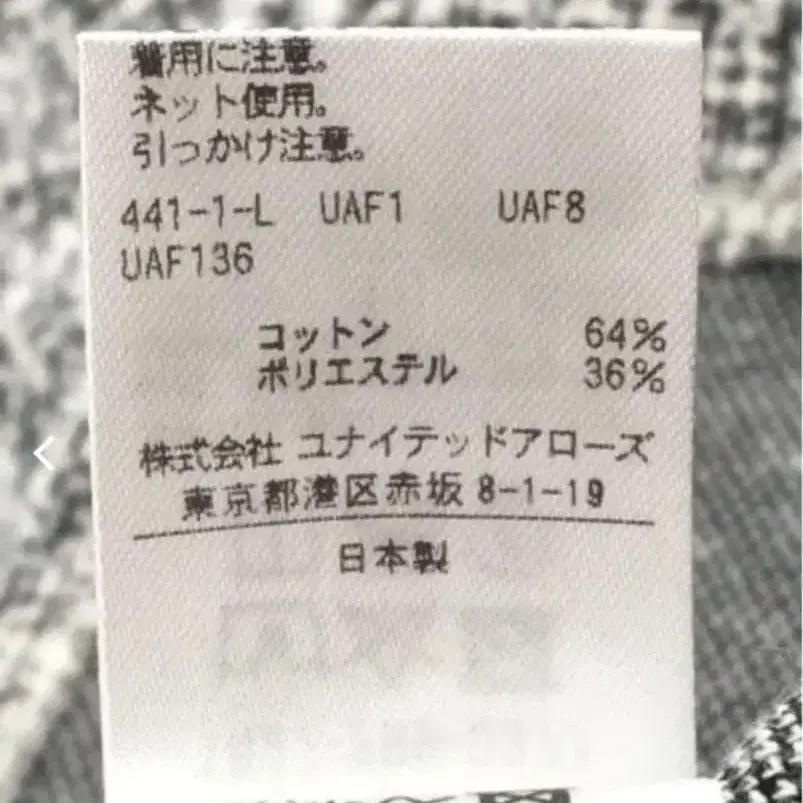 着用に注意。
ネット使用。
引っかけ注意。
441-1-L UAF1 UAF8
UAF136
コットン 64%
ポリエステル 36%
株式会社 ユナイテッドアローズ
東京都港区赤坂 8-1-19
日本製